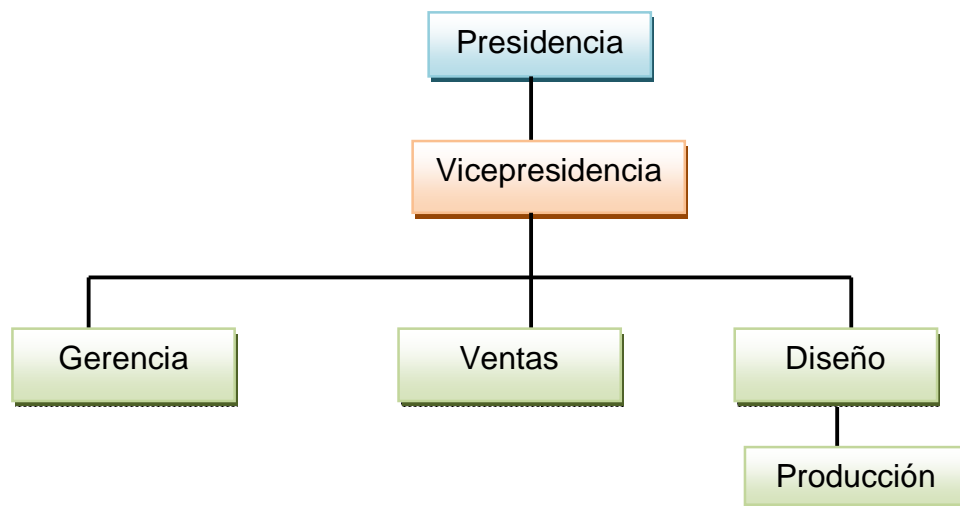 Presidencia
Vicepresidencia
Gerencia
Ventas
Diseño
Producción